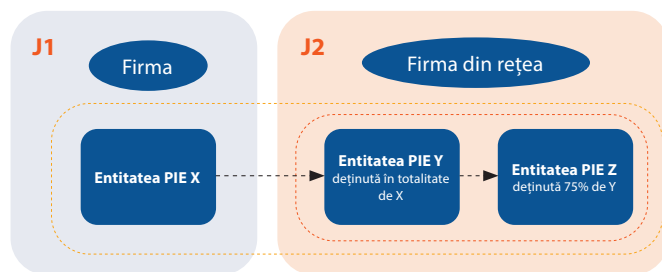 J1
Firma
J2
Firma din rețea
Entitatea PIE X
Entitatea PIE Y
deținută în totalitate
de X
Entitatea PIE Z
deținută 75% de Y